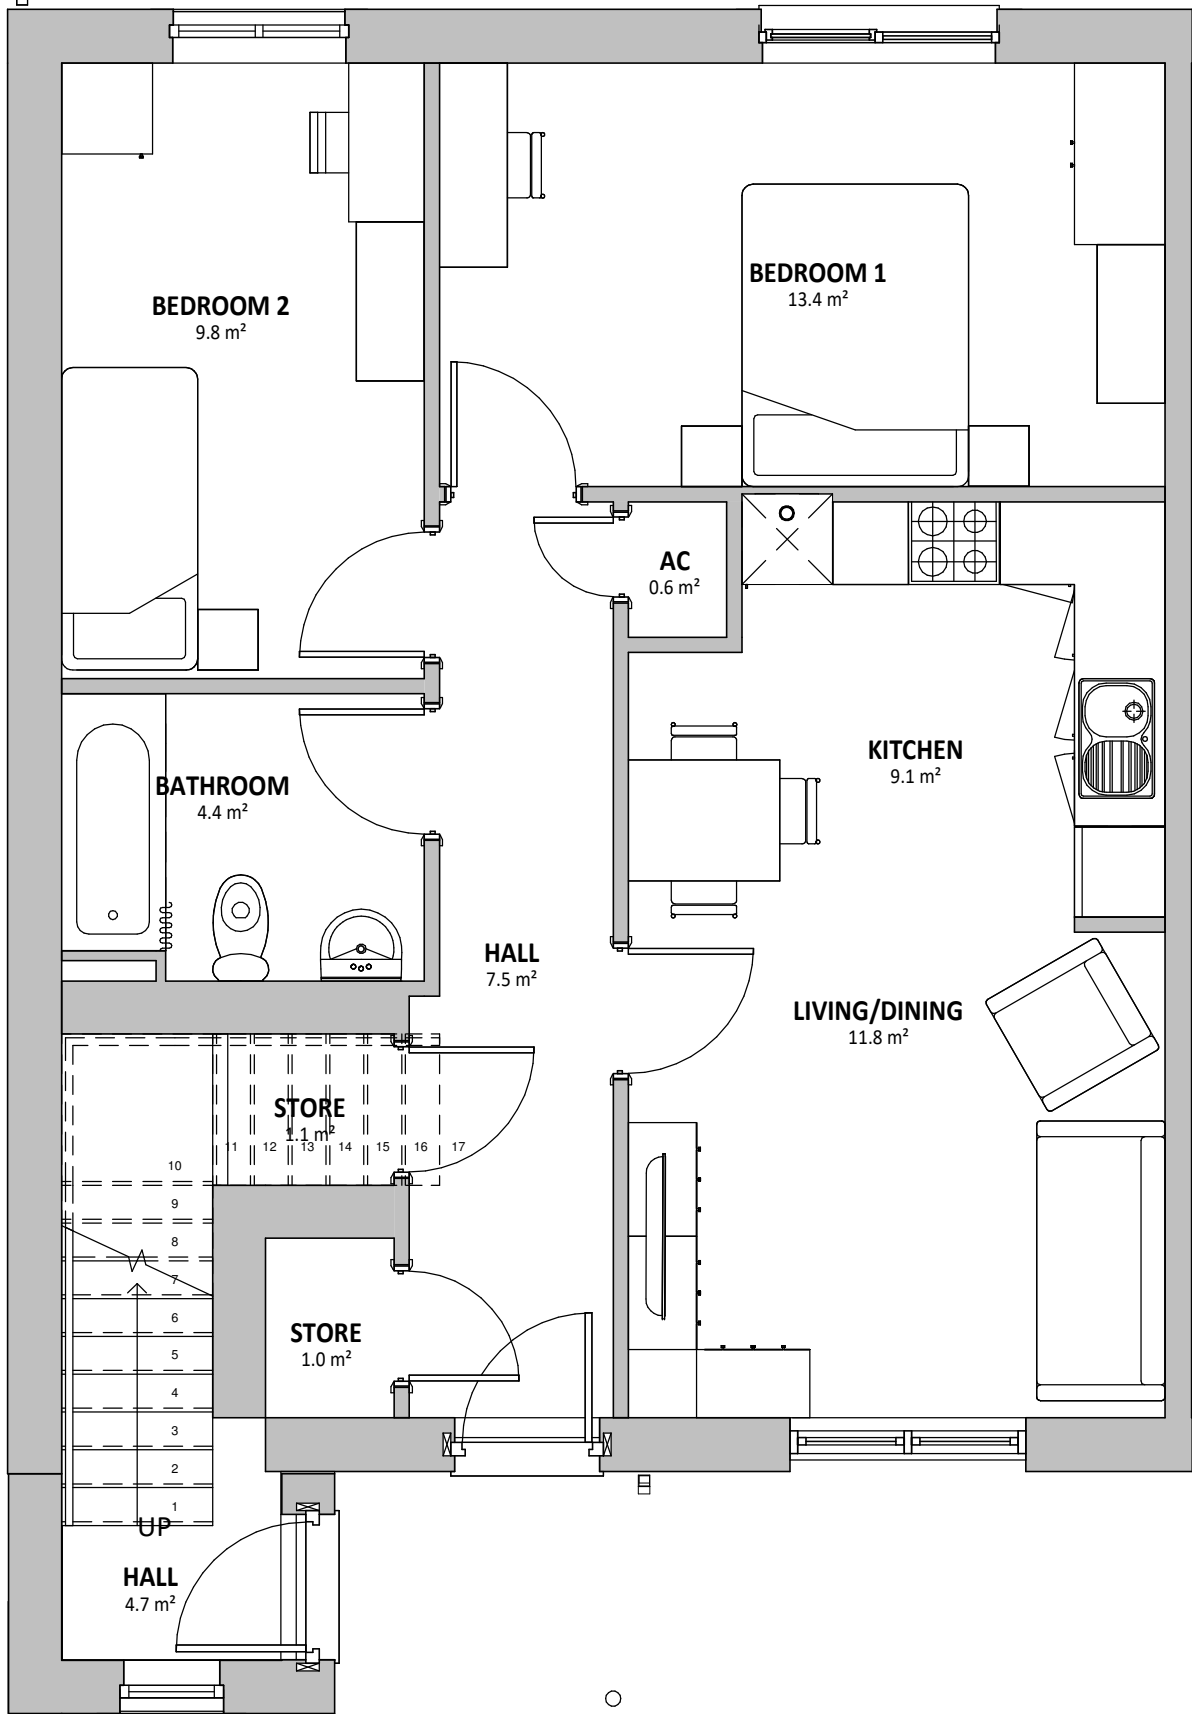 BEDROOM 2
9.8 m²
BEDROOM 1
13.4 m²
AC
0.6 m²
KITCHEN
9.1 m²
BATHROOM
4.4 m²
HALL
7.5 m²
LIVING/DINING
11.8 m²
STORE
1.1 m²
11 12 13 14 15 16 17
10
9
8
7
6
5
4
3
2
1
STORE
1.0 m²
UP
HALL
4.7 m²